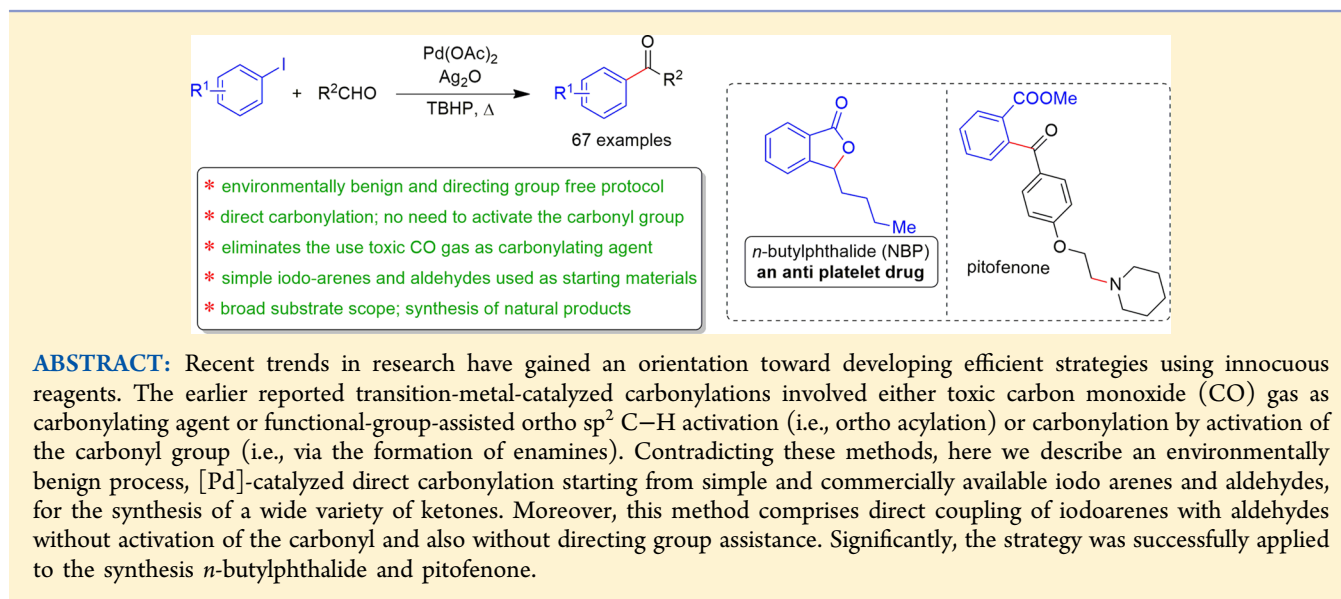 R¹
I
+
R²CHO
Pd(OAc)₂
Ag₂O
TBHP, Δ
R¹
O
R²
67 examples
* environmentally benign and directing group free protocol
* direct carbonylation; no need to activate the carbonyl group
* eliminates the use toxic CO gas as carbonylating agent
* simple iodo-arenes and aldehydes used as starting materials
* broad substrate scope; synthesis of natural products
O
O
Me
n-butylphthalide (NBP)
an anti platelet drug
COOMe
O
O
N
pitofenone
ABSTRACT: Recent trends in research have gained an orientation toward developing efficient strategies using innocuous
reagents. The earlier reported transition-metal-catalyzed carbonylations involved either toxic carbon monoxide (CO) gas as
carbonylating agent or functional-group-assisted ortho sp² C−H activation (i.e., ortho acylation) or carbonylation by activation of
the carbonyl group (i.e., via the formation of enamines). Contradicting these methods, here we describe an environmentally
benign process, [Pd]-catalyzed direct carbonylation starting from simple and commercially available iodo arenes and aldehydes,
for the synthesis of a wide variety of ketones. Moreover, this method comprises direct coupling of iodoarenes with aldehydes
without activation of the carbonyl and also without directing group assistance. Significantly, the strategy was successfully applied
to the synthesis n-butylphthalide and pitofenone.